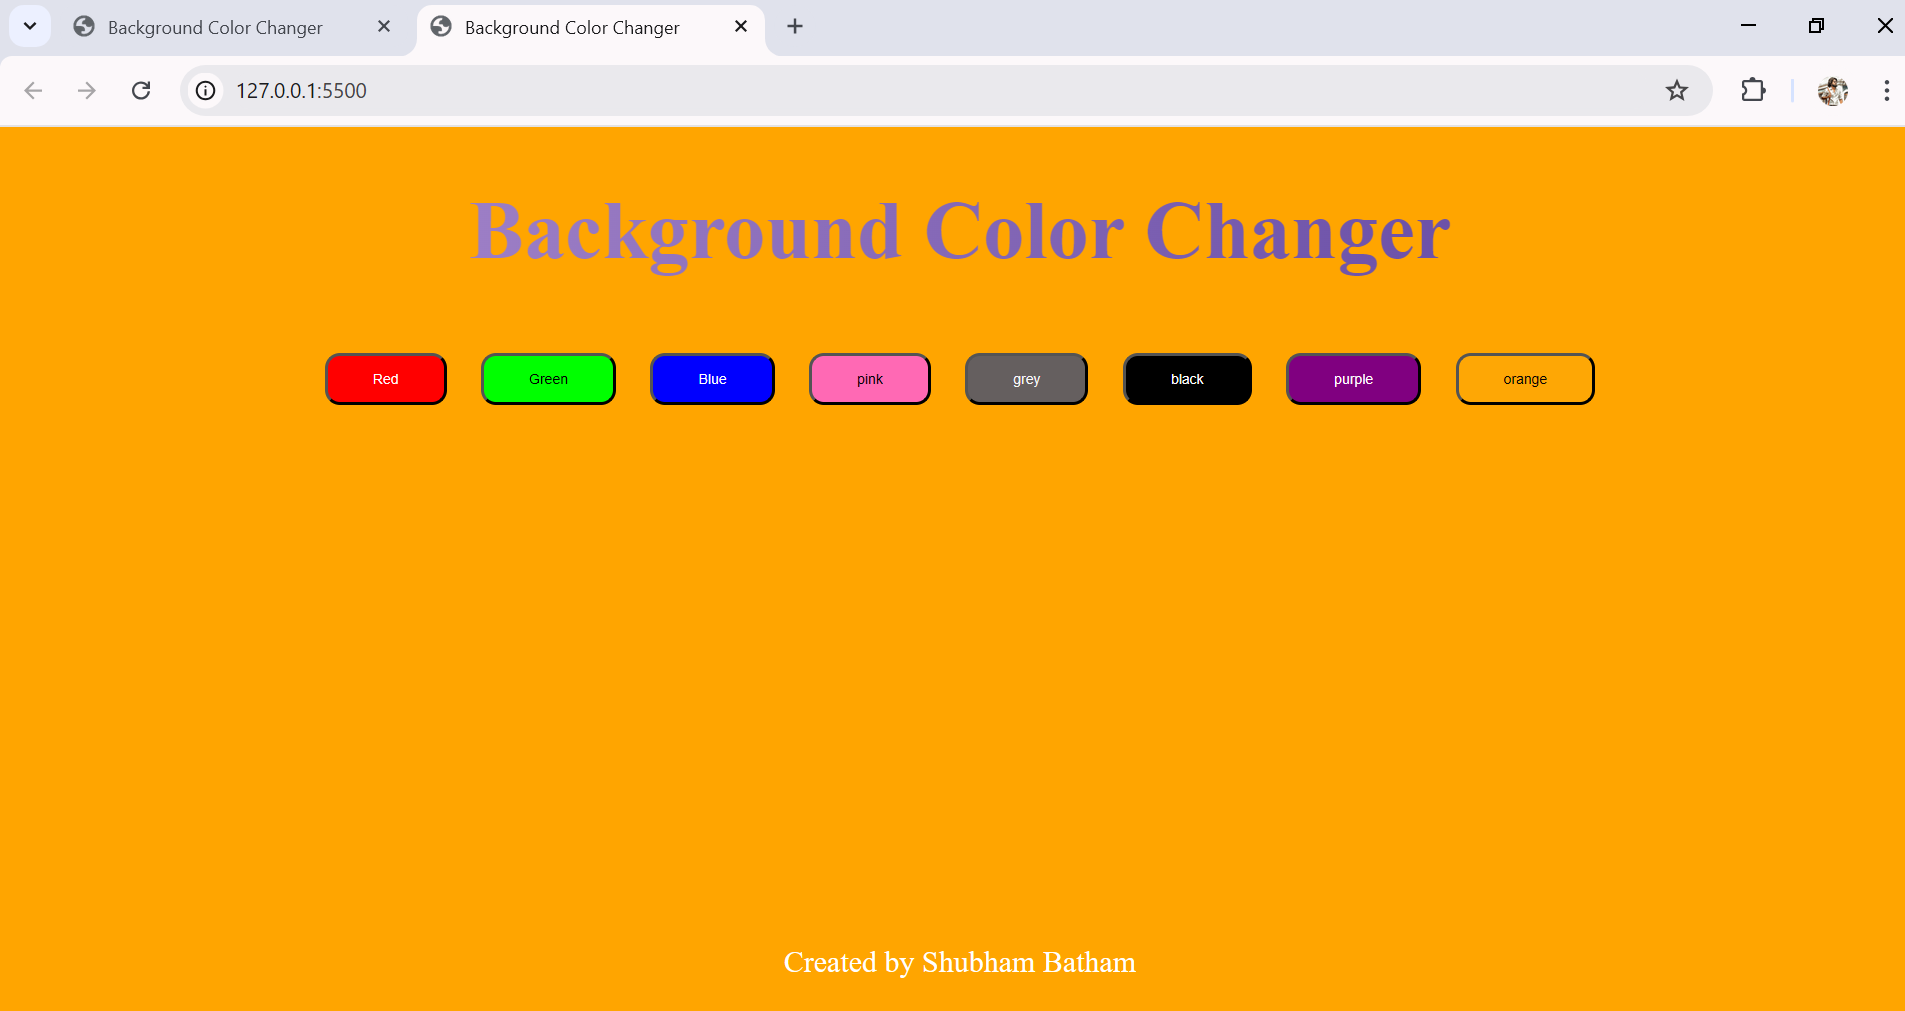 Background Color Changer
Background Color Changer
127.0.0.1:5500
Background Color Changer
Red Green Blue pink grey black purple orange
Created by Shubham Batham